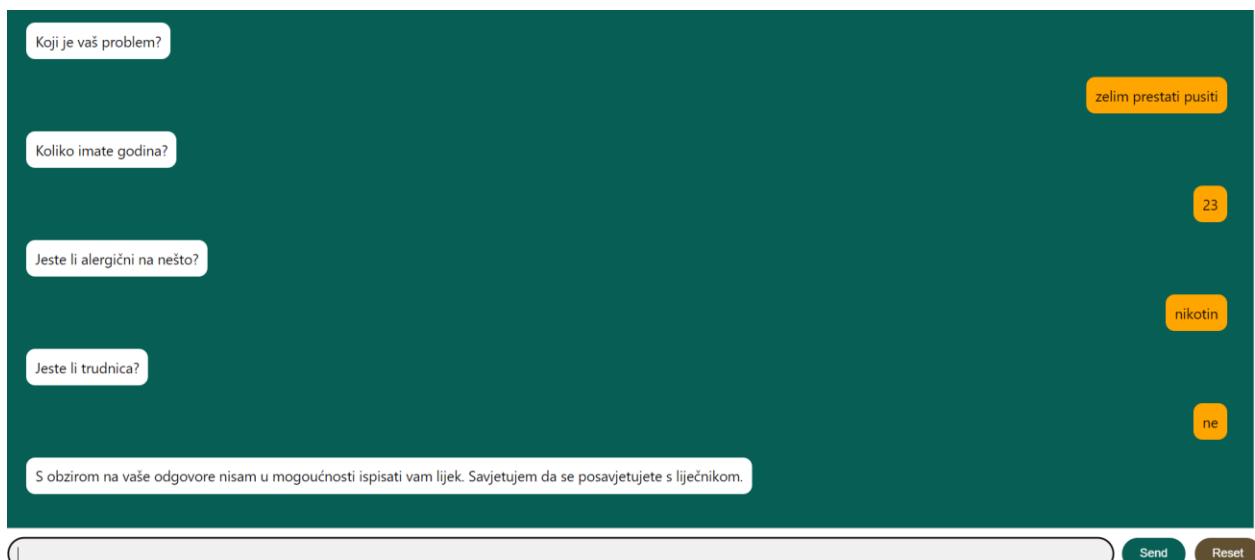 Koji je vaš problem?
zelim prestati pusiti
Koliko imate godina?
23
Jeste li alergični na nešto?
nikotin
Jeste li trudnica?
ne
S obzirom na vaše odgovore nisam u mogoućnosti ispisati vam lijek. Savjetujem da se posavjetujete s liječnikom.
Send
Reset